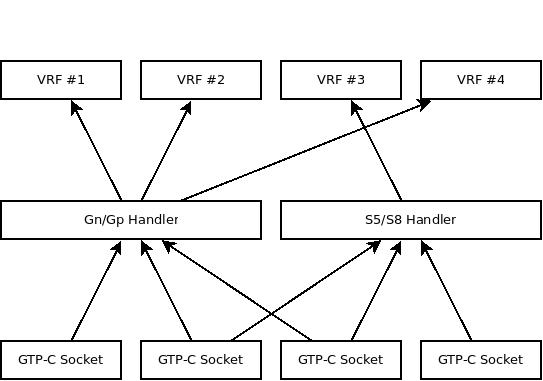 VRF #1
VRF #2
VRF #3
VRF #4
Gn/Gp Handler
S5/S8 Handler
GTP-C Socket
GTP-C Socket
GTP-C Socket
GTP-C Socket